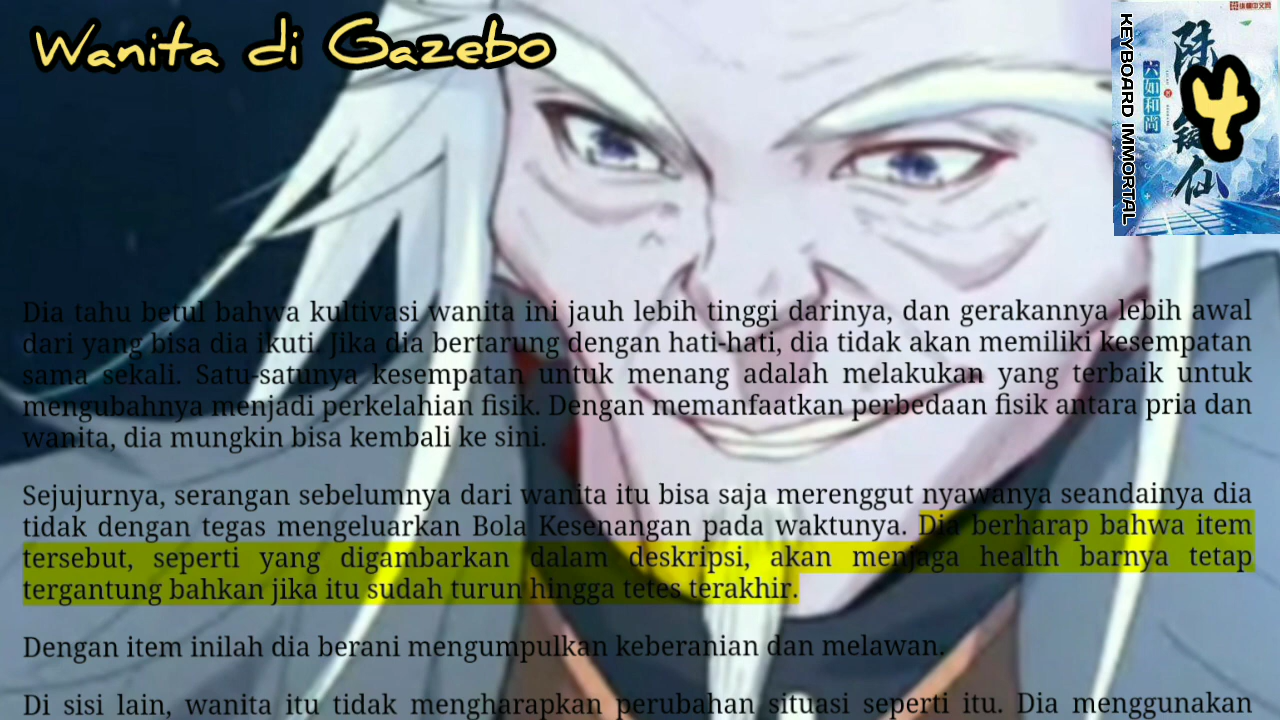 Wanita di Gazebo
KEYBOARD IMMORTAL
陆
仙
六如和尚
4
Dia tahu betul bahwa kultivasi wanita ini jauh lebih tinggi darinya, dan gerakannya lebih awal
dari yang bisa dia ikuti. Jika dia bertarung dengan hati-hati, dia tidak akan memiliki kesempatan
sama sekali. Satu-satunya kesempatan untuk menang adalah melakukan yang terbaik untuk
mengubahnya menjadi perkelahian fisik. Dengan memanfaatkan perbedaan fisik antara pria dan
wanita, dia mungkin bisa kembali ke sini.
Sejujurnya, serangan sebelumnya dari wanita itu bisa saja merenggut nyawanya seandainya dia
tidak dengan tegas mengeluarkan Bola Kesenangan pada waktunya. Dia berharap bahwa item
tersebut, seperti yang digambarkan dalam deskripsi, akan menjaga health barnya tetap
tergantung bahkan jika itu sudah turun hingga tetes terakhir.
Dengan item inilah dia berani mengumpulkan keberanian dan melawan.
Di sisi lain, wanita itu tidak mengharapkan perubahan situasi seperti itu. Dia menggunakan